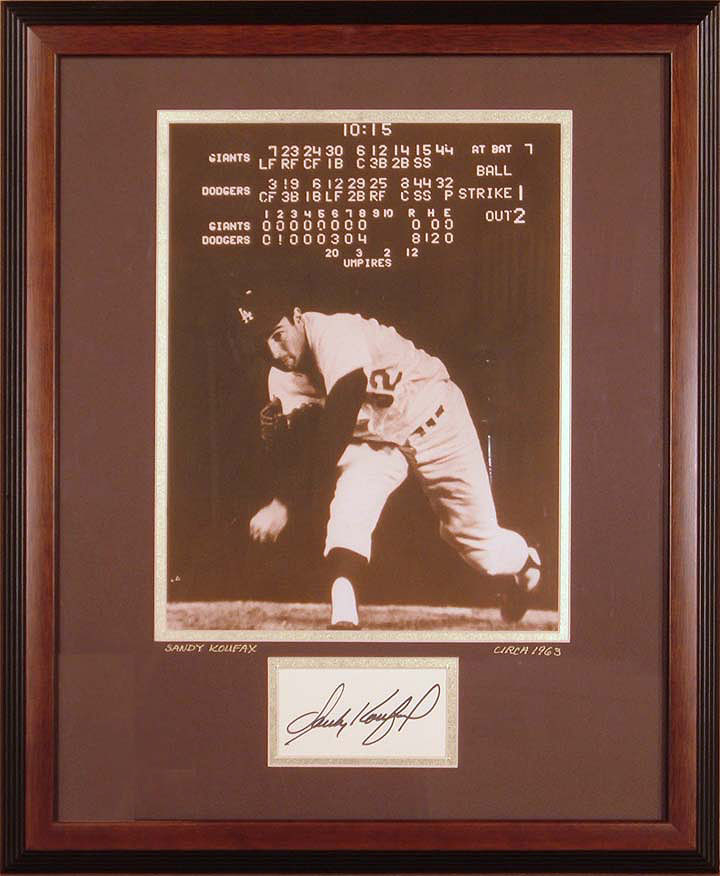 10:15
GIANTS 7 23 24 30 6 12 14 15 44 AT BAT 7
LF RF CF 1B C 3B 2B SS
BALL
DODGERS 3 19 6 12 29 25 8 44 32
CF 3B 1B LF 2B RF C SS P STRIKE 1
1 2 3 4 5 6 7 8 9 10 R H E OUT 2
GIANTS 0 0 0 0 0 0 0 0 0 0 0
DODGERS 0 1 0 0 0 3 0 4 8 12 0
20 3 2 12
UMPIRES
LA
32
SANDY KOUFAX CIRCA 1963
Sandy Koufax